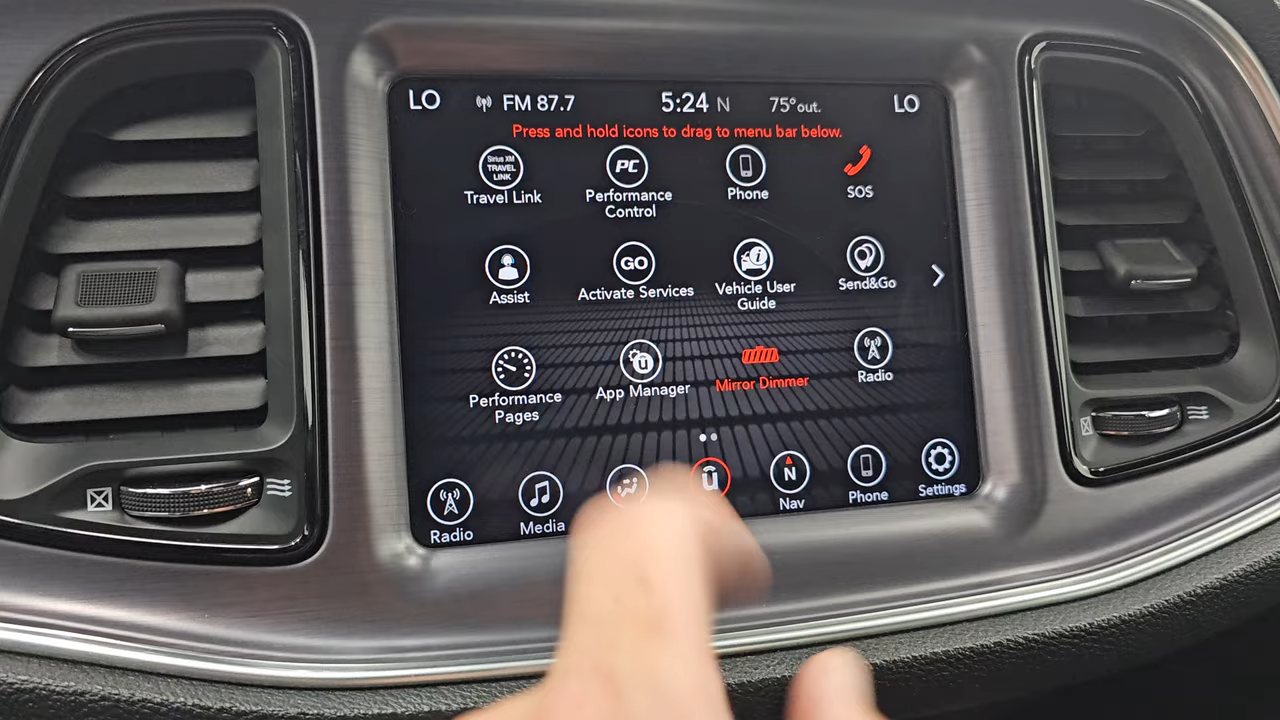 LO FM 87.7 5:24 N 75°out. LO
Press and hold icons to drag to menu bar below.
Sirius XM
TRAVEL
LINK
Travel Link
PC
Performance
Control
Phone
SOS
Assist
GO
Activate Services
Vehicle User
Guide
Send&Go
Performance
Pages
App Manager
Mirror Dimmer
Radio
Radio
Media
N
Nav
Phone
Settings